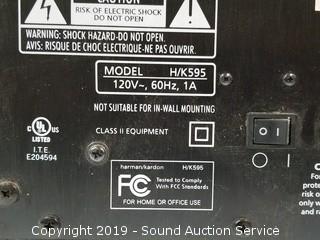 CAUTION
RISK OF ELECTRIC SHOCK
DO NOT OPEN
WARNING: SHOCK HAZARD-DO NOT OPEN.
AVIS: RISQUE DE CHOC ELECTRIQUE-NE PAS OUVRIR.
MODEL H/K595
120V~, 60Hz, 1A
NOT SUITABLE FOR IN-WALL MOUNTING
CLASS II EQUIPMENT
C UL US
LISTED
I.T.E.
E204594
harman/kardon H/K595
FC Tested to Comply
With FCC Standards
FOR HOME OR OFFICE USE
Copyright 2019 - Sound Auction Service